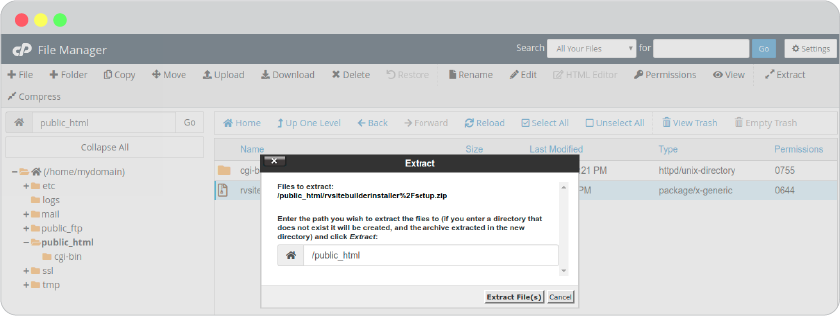 cP File Manager Search All Your Files for Go Settings
File Folder Copy Move Upload Download Delete Restore Rename Edit HTML Editor Permissions View Extract
Compress
public_html Go Home Up One Level Back Forward Reload Select All Unselect All View Trash Empty Trash
Collapse All
Name Size Last Modified Type Permissions
(/home/mydomain)
etc
logs
mail
public_ftp
public_html
cgi-bin
ssl
tmp
cgi-b 21 PM httpd/unix-directory 0755
rvsite PM package/x-generic 0644
Extract
Files to extract:
/public_html/rvsitebuilderinstaller%2Fsetup.zip
Enter the path you wish to extract the files to (if you enter a directory that
does not exist it will be created, and the archive extracted in the new
directory) and click Extract:
/public_html
Extract File(s) Cancel